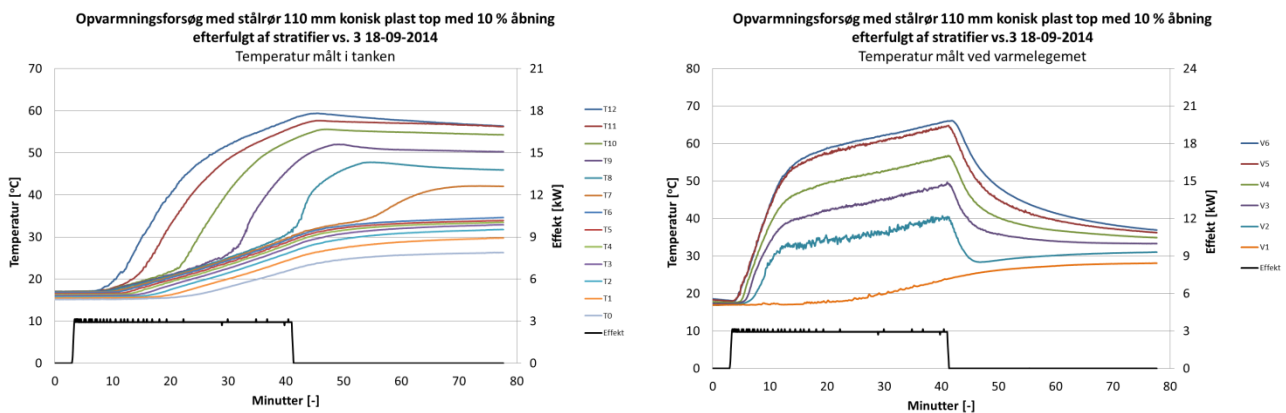 Opvarmningsforsøg med stålrør 110 mm konisk plast top med 10 % åbning
efterfulgt af stratifier vs. 3 18-09-2014
Temperatur målt i tanken
Temperatur [°C]
70
60
50
40
30
20
10
0
0 10 20 30 40 50 60 70 80
Minutter [-]
21
18
15
12
9
6
3
0
Effekt [kW]
T12
T11
T10
T9
T8
T7
T6
T5
T4
T3
T2
T1
T0
Effekt
Opvarmningsforsøg med stålrør 110 mm konisk plast top med 10 % åbning
efterfulgt af stratifier vs.3 18-09-2014
Temperatur målt ved varmelegemet
Temperatur [°C]
80
70
60
50
40
30
20
10
0
0 10 20 30 40 50 60 70 80
Minutter [-]
24
21
18
15
12
9
6
3
0
Effekt [kW]
V6
V5
V4
V3
V2
V1
Effekt